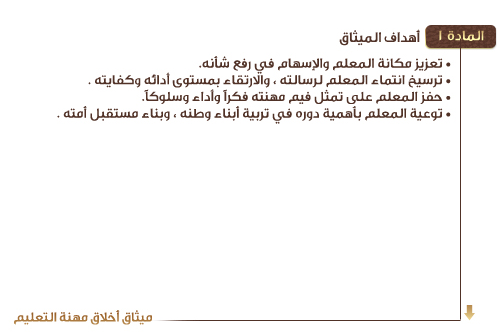 المادة ١
أهداف الميثاق
• تعزيز مكانة المعلم والإسهام في رفع شأنه.
• ترسيخ انتماء المعلم لرسالته ، والارتقاء بمستوى أدائه وكفايته .
• حفز المعلم على تمثل قيم مهنته فكراً وأداء وسلوكاً.
• توعية المعلم بأهمية دوره في تربية أبناء وطنه ، وبناء مستقبل أمته .
ميثاق أخلاق مهنة التعليم